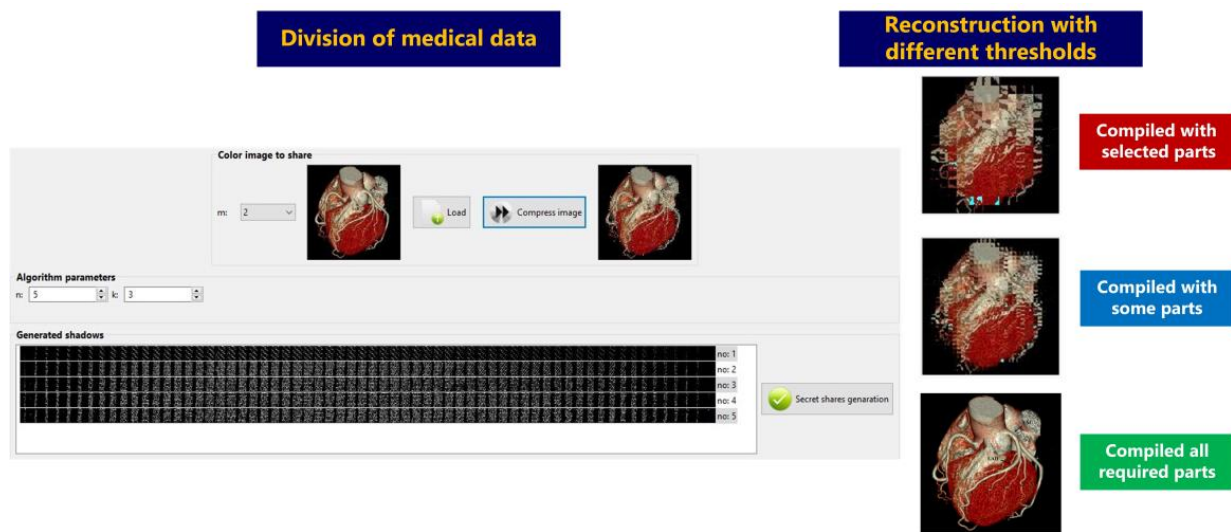 Division of medical data
Reconstruction with
different thresholds
Color image to share
m: 2
Load
Compress image
Algorithm parameters
n: 5 k: 3
Generated shadows
no: 1
no: 2
no: 3
no: 4
no: 5
Secret shares genaration
Compiled with
selected parts
Compiled with
some parts
Compiled all
required parts